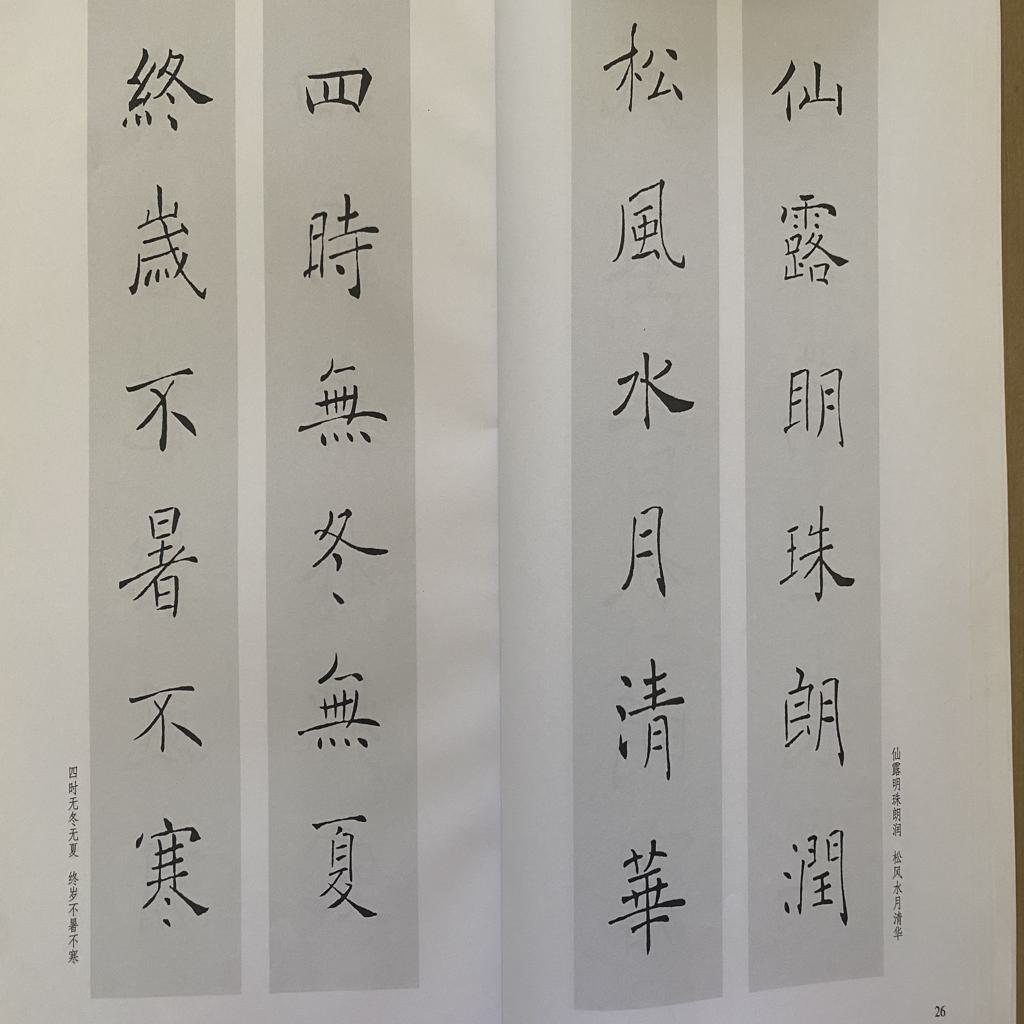 仙露明珠朗潤
松風水月清華
仙露明珠朗润　松风水月清华
四時無冬無夏
終歲不暑不寒
四时无冬无夏　终岁不暑不寒
26